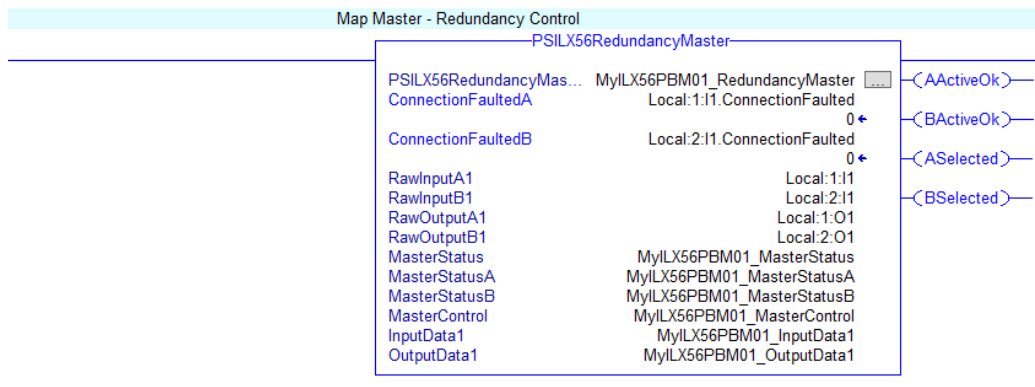 Map Master - Redundancy Control
PSILX56RedundancyMaster
PSILX56RedundancyMas... MyILX56PBM01_RedundancyMaster ... AActiveOk
ConnectionFaultedA Local:1:I1.ConnectionFaulted
0 BActiveOk
ConnectionFaultedB Local:2:I1.ConnectionFaulted
0 ASelected
RawInputA1 Local:1:I1
RawInputB1 Local:2:I1 BSelected
RawOutputA1 Local:1:O1
RawOutputB1 Local:2:O1
MasterStatus MyILX56PBM01_MasterStatus
MasterStatusA MyILX56PBM01_MasterStatusA
MasterStatusB MyILX56PBM01_MasterStatusB
MasterControl MyILX56PBM01_MasterControl
InputData1 MyILX56PBM01_InputData1
OutputData1 MyILX56PBM01_OutputData1